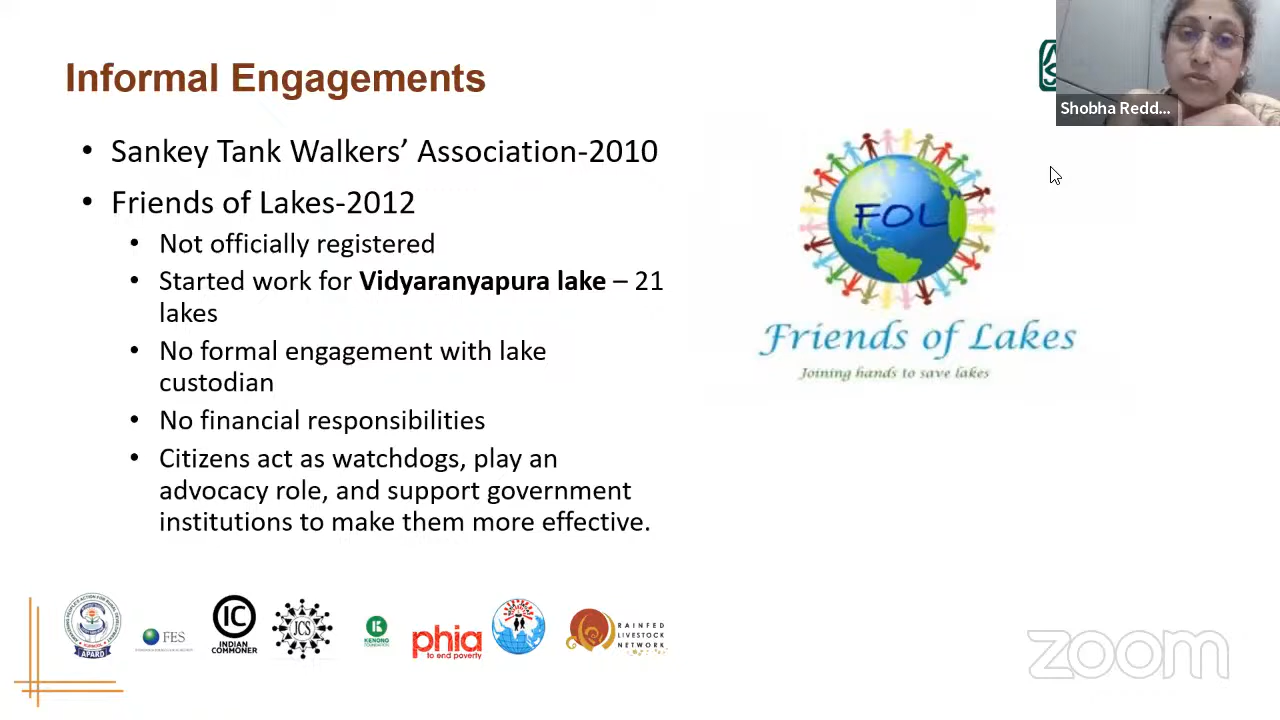 Informal Engagements
Shobha Redd...
• Sankey Tank Walkers’ Association-2010
• Friends of Lakes-2012
• Not officially registered
• Started work for Vidyaranyapura lake – 21
lakes
• No formal engagement with lake
custodian
• No financial responsibilities
• Citizens act as watchdogs, play an
advocacy role, and support government
institutions to make them more effective.
FOL
Friends of Lakes
Joining hands to save lakes
APARD
FES
IC
INDIAN
COMMONER
JCS
KENONG
phia
to end poverty
RAINFED
LIVESTOCK
NETWORK
zoom